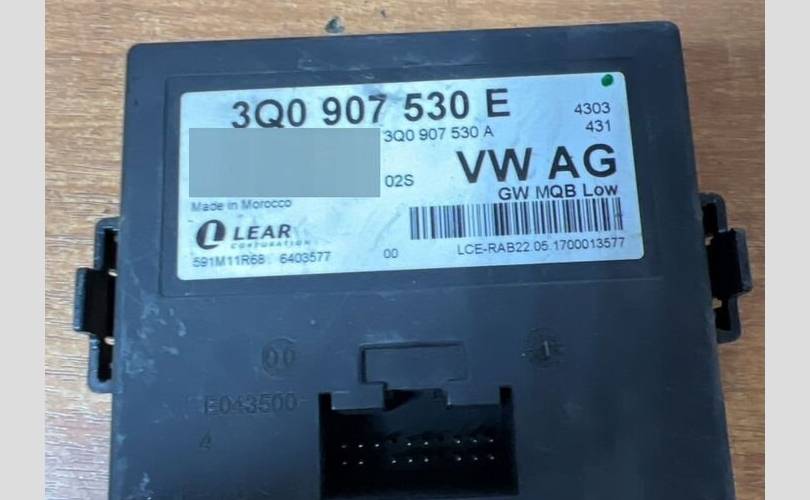 3Q0 907 530 E
4303
3Q0 907 530 A
431
VW AG
02S
GW MQB Low
Made in Morocco
LEAR
CORPORATION
591M11R68 6403577
00
LCE-RAB22.05.1700013577
00
1
E043500
4